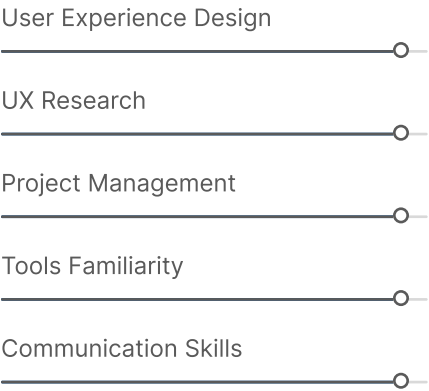 User Experience Design
UX Research
Project Management
Tools Familiarity
Communication Skills